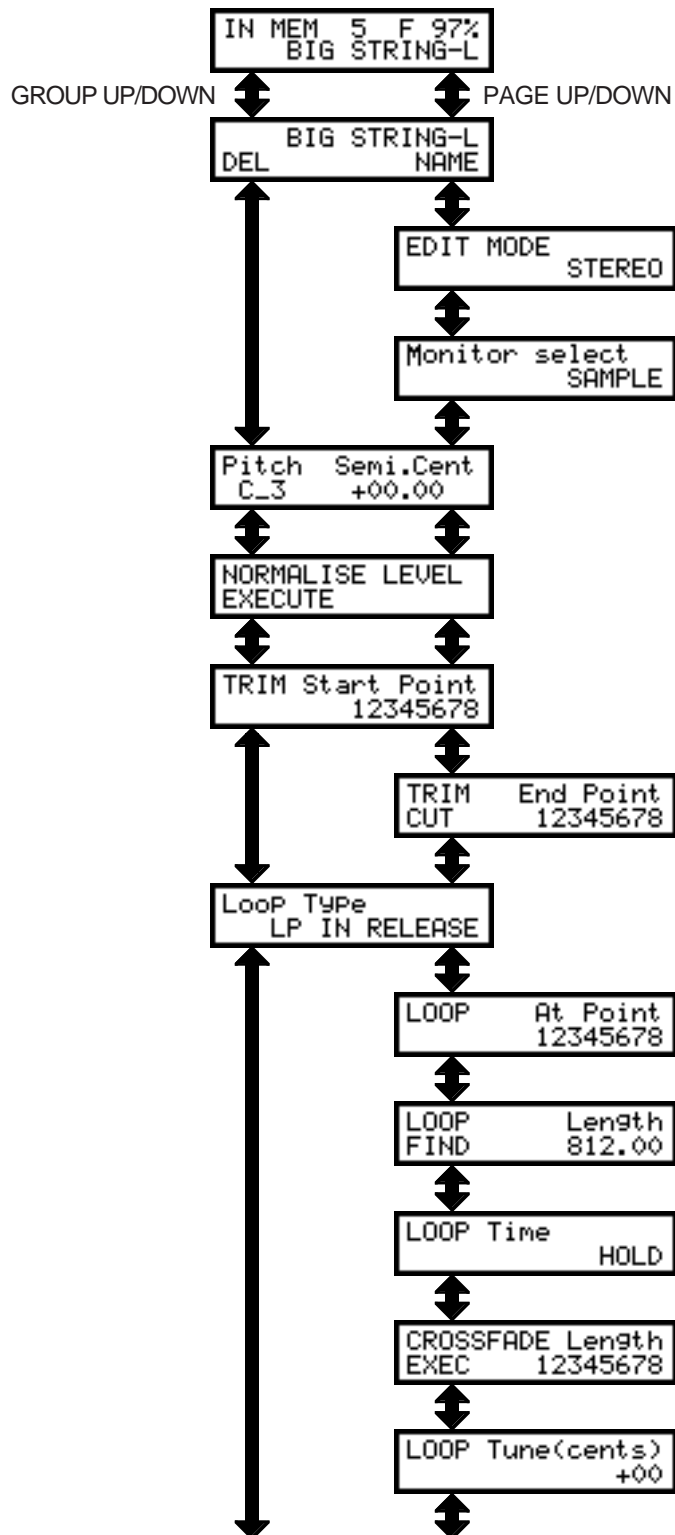 IN MEM 5 F 97%
BIG STRING-L
GROUP UP/DOWN
PAGE UP/DOWN
BIG STRING-L
DEL NAME
EDIT MODE
STEREO
Monitor select
SAMPLE
Pitch Semi.Cent
C_3 +00.00
NORMALISE LEVEL
EXECUTE
TRIM Start Point
12345678
TRIM End Point
CUT 12345678
Loop Type
LP IN RELEASE
LOOP At Point
12345678
LOOP Length
FIND 812.00
LOOP Time
HOLD
CROSSFADE Length
EXEC 12345678
LOOP Tune(cents)
+00